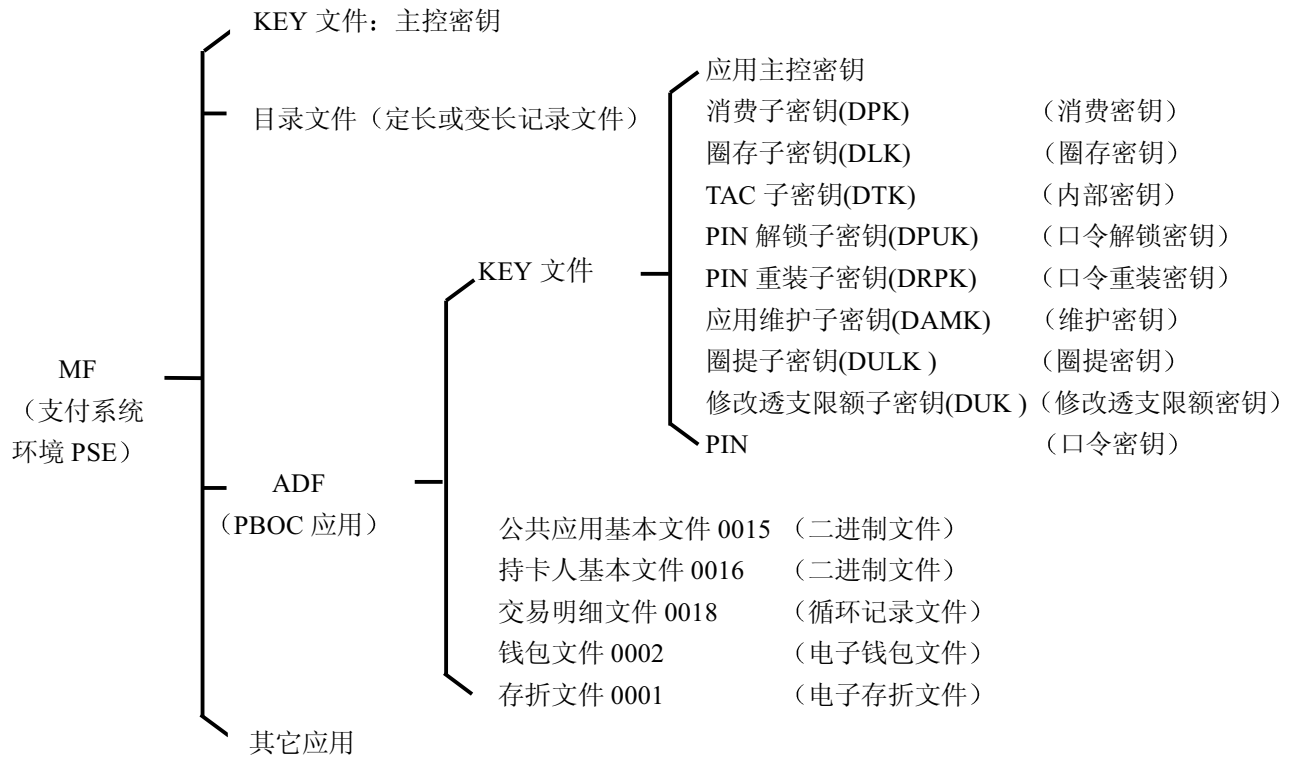 KEY 文件：主控密钥
应用主控密钥
目录文件（定长或变长记录文件）
消费子密钥(DPK) （消费密钥）
圈存子密钥(DLK) （圈存密钥）
TAC 子密钥(DTK) （内部密钥）
PIN 解锁子密钥(DPUK) （口令解锁密钥）
KEY 文件
PIN 重装子密钥(DRPK) （口令重装密钥）
应用维护子密钥(DAMK) （维护密钥）
圈提子密钥(DULK ) （圈提密钥）
修改透支限额子密钥(DUK )（修改透支限额密钥）
PIN （口令密钥）
MF
（支付系统
环境 PSE）
ADF
（PBOC 应用）
公共应用基本文件 0015 （二进制文件）
持卡人基本文件 0016 （二进制文件）
交易明细文件 0018 （循环记录文件）
钱包文件 0002 （电子钱包文件）
存折文件 0001 （电子存折文件）
其它应用